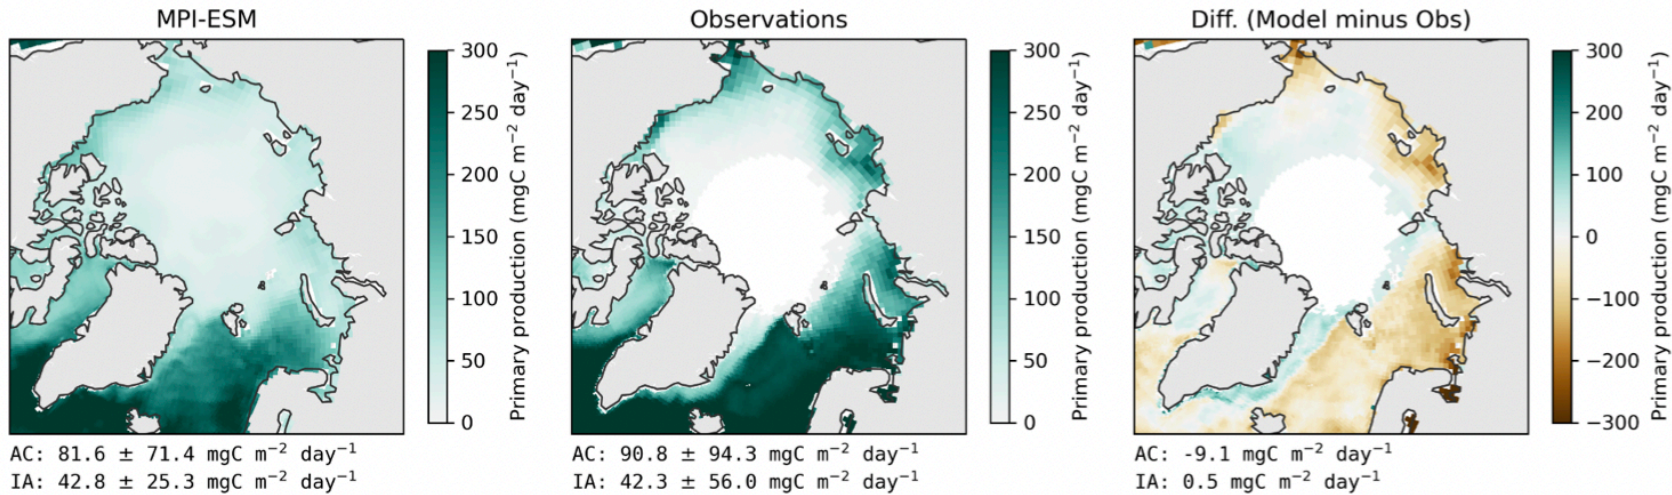 MPI-ESM
Observations
Diff. (Model minus Obs)
300
250
200
150
100
50
0
Primary production (mgC m⁻² day⁻¹)
300
250
200
150
100
50
0
Primary production (mgC m⁻² day⁻¹)
300
200
100
0
−100
−200
−300
Primary production (mgC m⁻² day⁻¹)
AC: 81.6 ± 71.4 mgC m⁻² day⁻¹
IA: 42.8 ± 25.3 mgC m⁻² day⁻¹
AC: 90.8 ± 94.3 mgC m⁻² day⁻¹
IA: 42.3 ± 56.0 mgC m⁻² day⁻¹
AC: -9.1 mgC m⁻² day⁻¹
IA: 0.5 mgC m⁻² day⁻¹